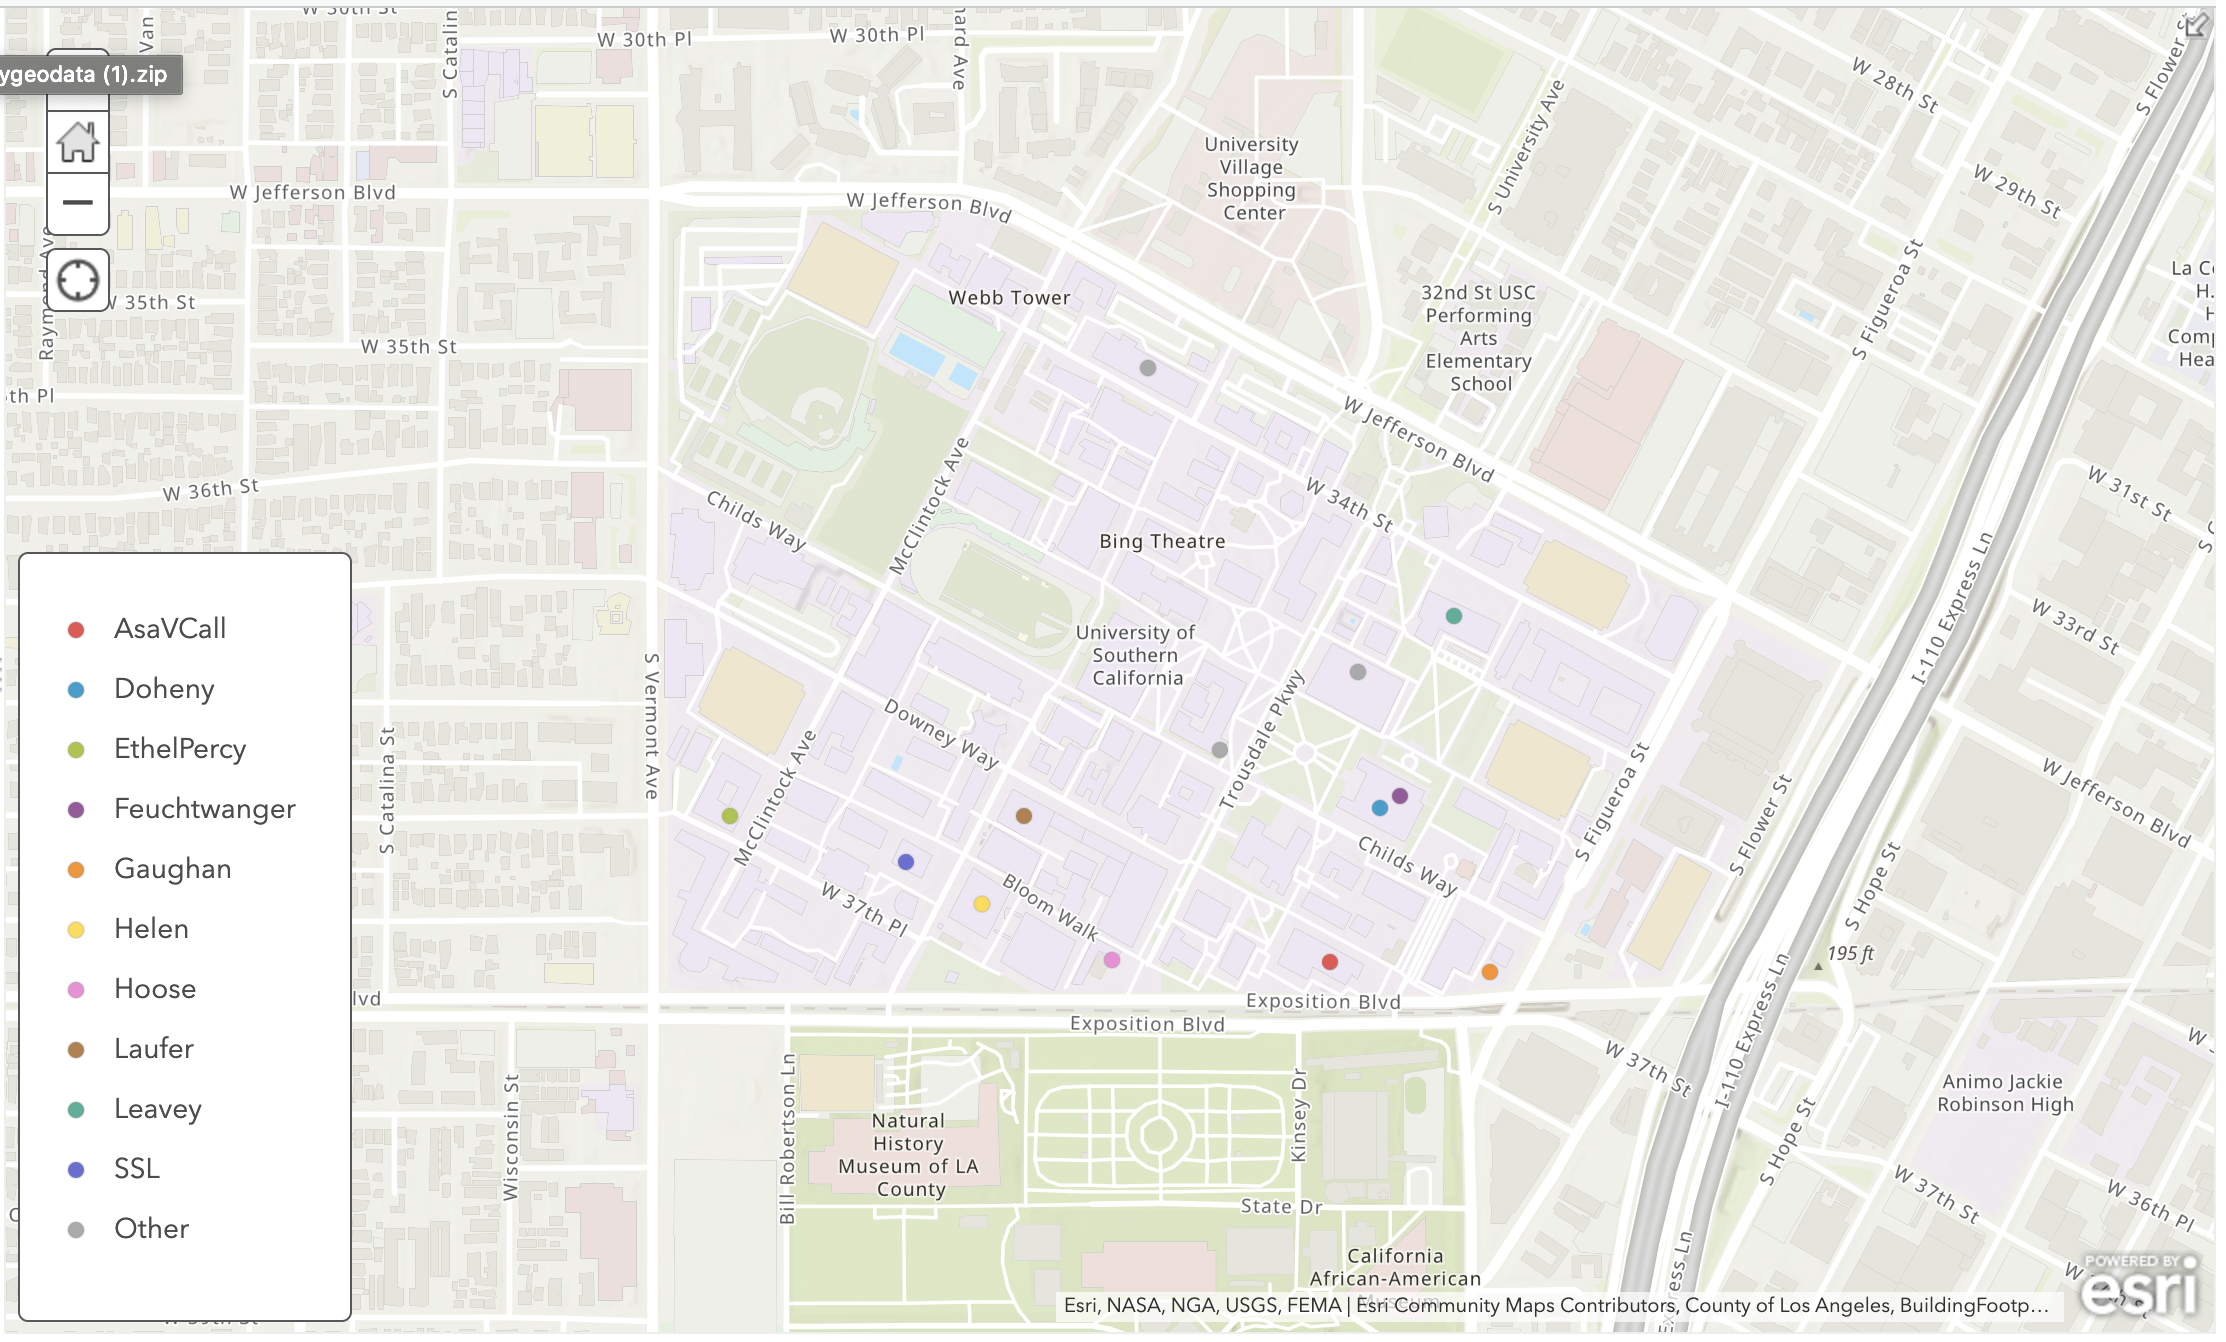 W 30th St
Van
S Catalin
W 30th Pl
W 30th Pl
W 28th St
S Flower S
ygeodata (1).zip
S University Ave
University
Village
Shopping
Center
W 29th St
W Jefferson Blvd
W Jefferson Blvd
S Figueroa St
Raymond Ave
W 35th St
W 35th St
Webb Tower
32nd St USC
Performing
Arts
Elementary
School
La C
H.
Comp
Hea
th Pl
W Jefferson Blvd
W 36th St
Childs Way
McClintock Ave
W 34th St
W 31st St
Bing Theatre
I-110 Express Ln
W 33rd St
University of
Southern
California
S Vermont Ave
Trousdale Pkwy
Downey Way
McClintock Ave
S Catalina St
S Figueroa St
S Flower St
W Jefferson Blvd
Childs Way
S Hope St
W 37th Pl
Bloom Walk
195 ft
I-110 Express Ln
lvd
Exposition Blvd
Exposition Blvd
W 37th St
AsaVCall
Doheny
EthelPercy
Feuchtwanger
Gaughan
Helen
Hoose
Laufer
Leavey
SSL
Other
Wisconsin St
Bill Robertson Ln
Kinsey Dr
Natural
History
Museum of LA
County
State Dr
Animo Jackie
Robinson High
S Hope St
W 37th St
W 36th Pl
California
African-American
Museum
Express Ln
W 39th St
POWERED BY
esri
Esri, NASA, NGA, USGS, FEMA | Esri Community Maps Contributors, County of Los Angeles, BuildingFootp...